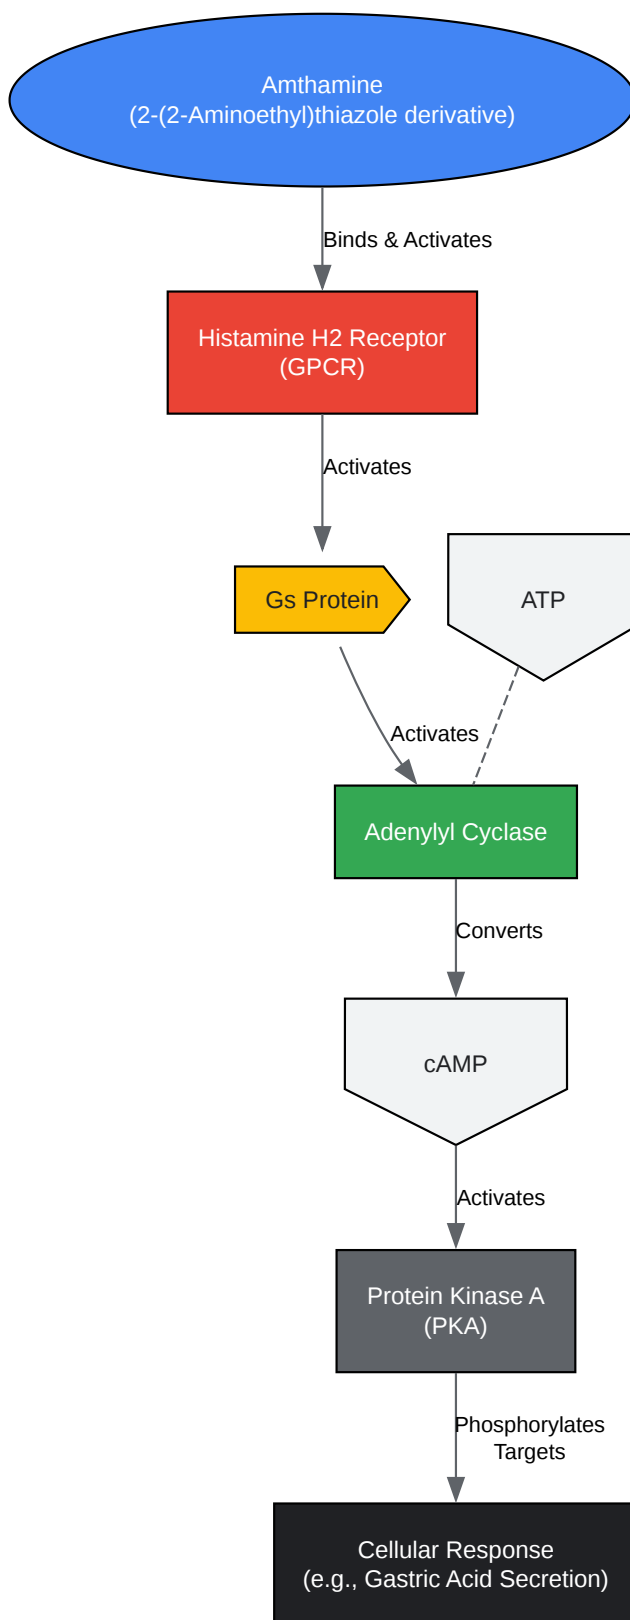 Amthamine
(2-(2-Aminoethyl)thiazole derivative)
Binds & Activates
Histamine H2 Receptor
(GPCR)
Activates
Gs Protein
ATP
Activates
Adenylyl Cyclase
Converts
cAMP
Activates
Protein Kinase A
(PKA)
Phosphorylates
Targets
Cellular Response
(e.g., Gastric Acid Secretion)